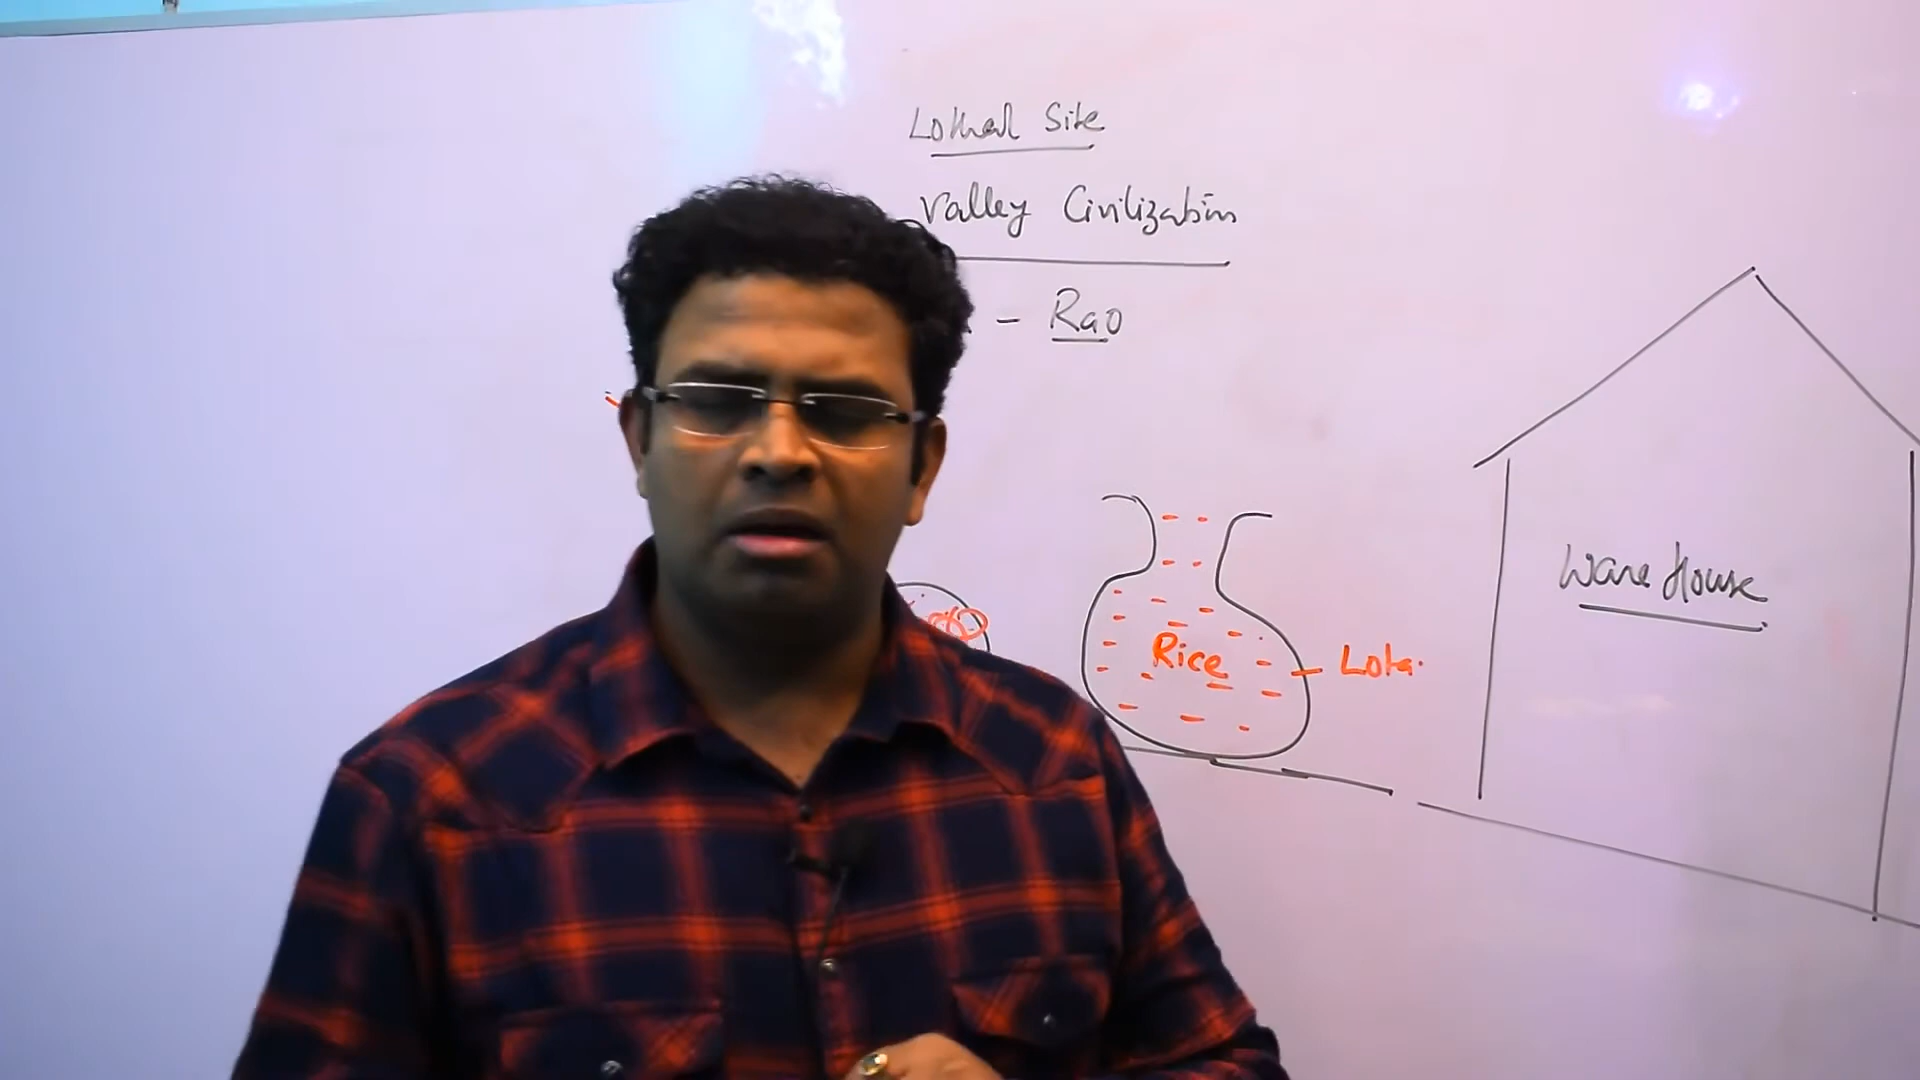 Lothal Site
Valley Civilization
- Rao
Ware House
Rice
- Lota.